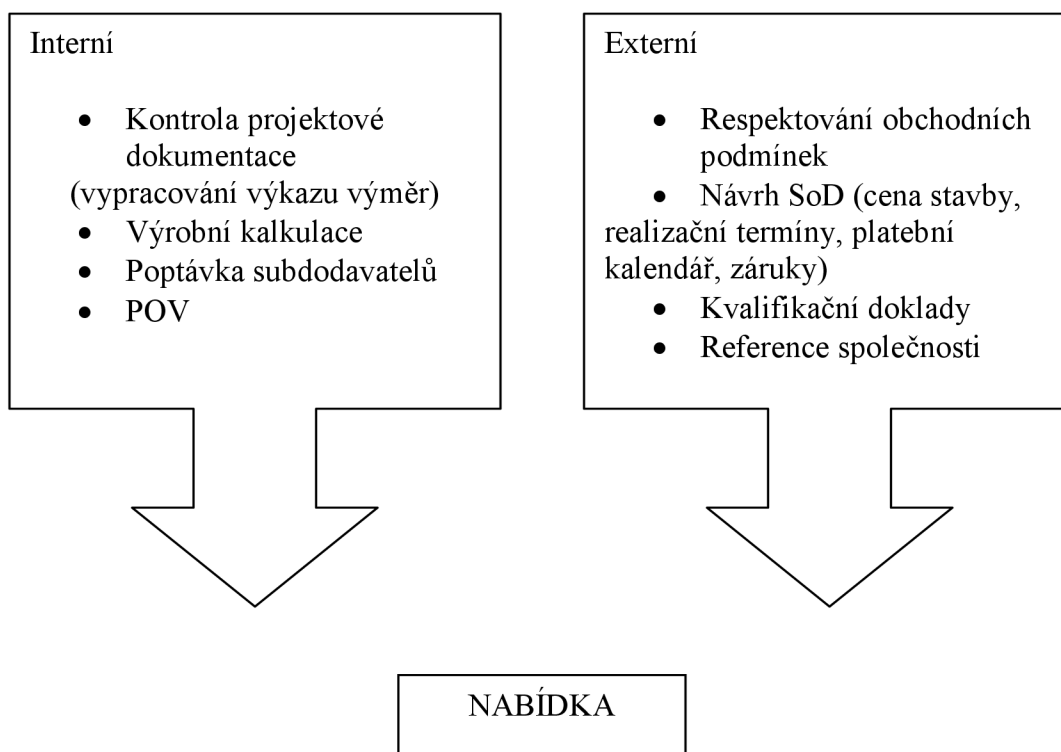 Interní
• Kontrola projektové
dokumentace
(vypracování výkazu výměr)
• Výrobní kalkulace
• Poptávka subdodavatelů
• POV
Externí
• Respektování obchodních
podmínek
• Návrh SoD (cena stavby,
realizační termíny, platební
kalendář, záruky)
• Kvalifikační doklady
• Reference společnosti
NABÍDKA